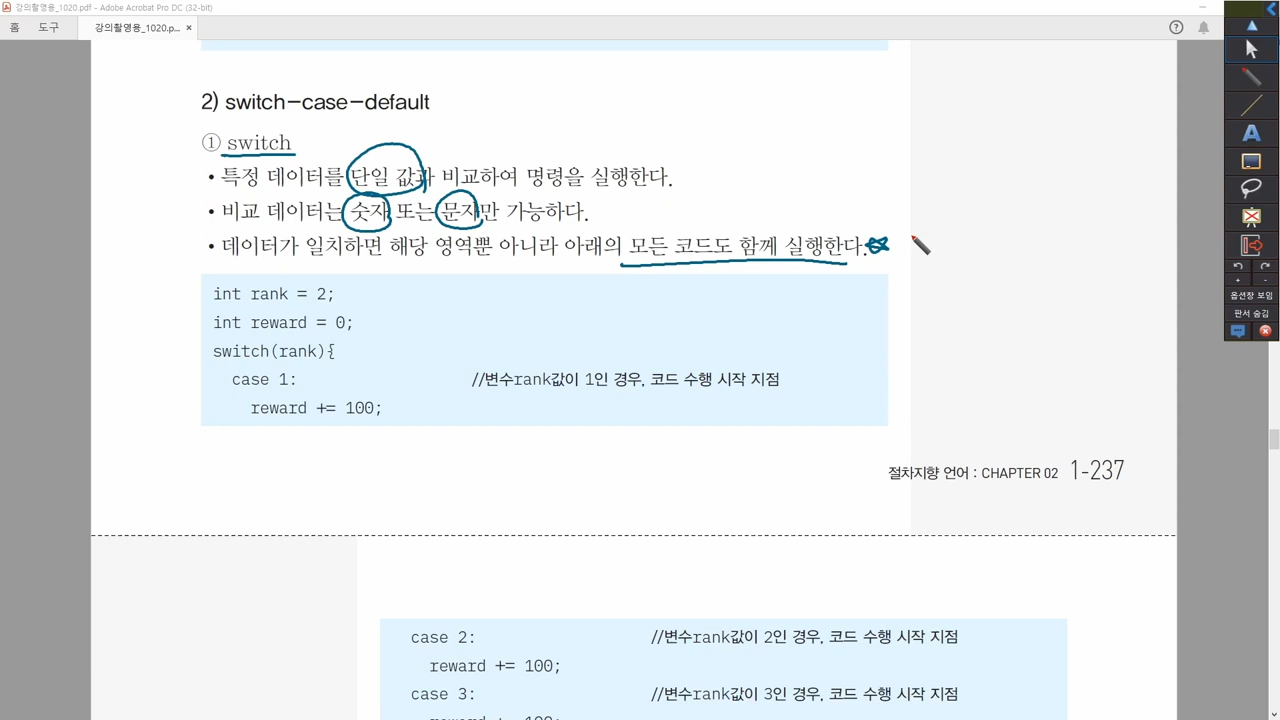 강의촬영용_1020.pdf - Adobe Acrobat Pro DC (32-bit)
홈 도구 강의촬영용_1020.p... ×
2) switch-case-default
① switch
• 특정 데이터를 단일 값과 비교하여 명령을 실행한다.
• 비교 데이터는 숫자 또는 문자만 가능하다.
• 데이터가 일치하면 해당 영역뿐 아니라 아래의 모든 코드도 함께 실행한다.
int rank = 2;
int reward = 0;
switch(rank){
case 1: //변수rank값이 1인 경우, 코드 수행 시작 지점
reward += 100;
절차지향 언어 : CHAPTER 02 1-237
case 2: //변수rank값이 2인 경우, 코드 수행 시작 지점
reward += 100;
case 3: //변수rank값이 3인 경우, 코드 수행 시작 지점
reward += 100;
A
옵션장 보임
판서 숨김